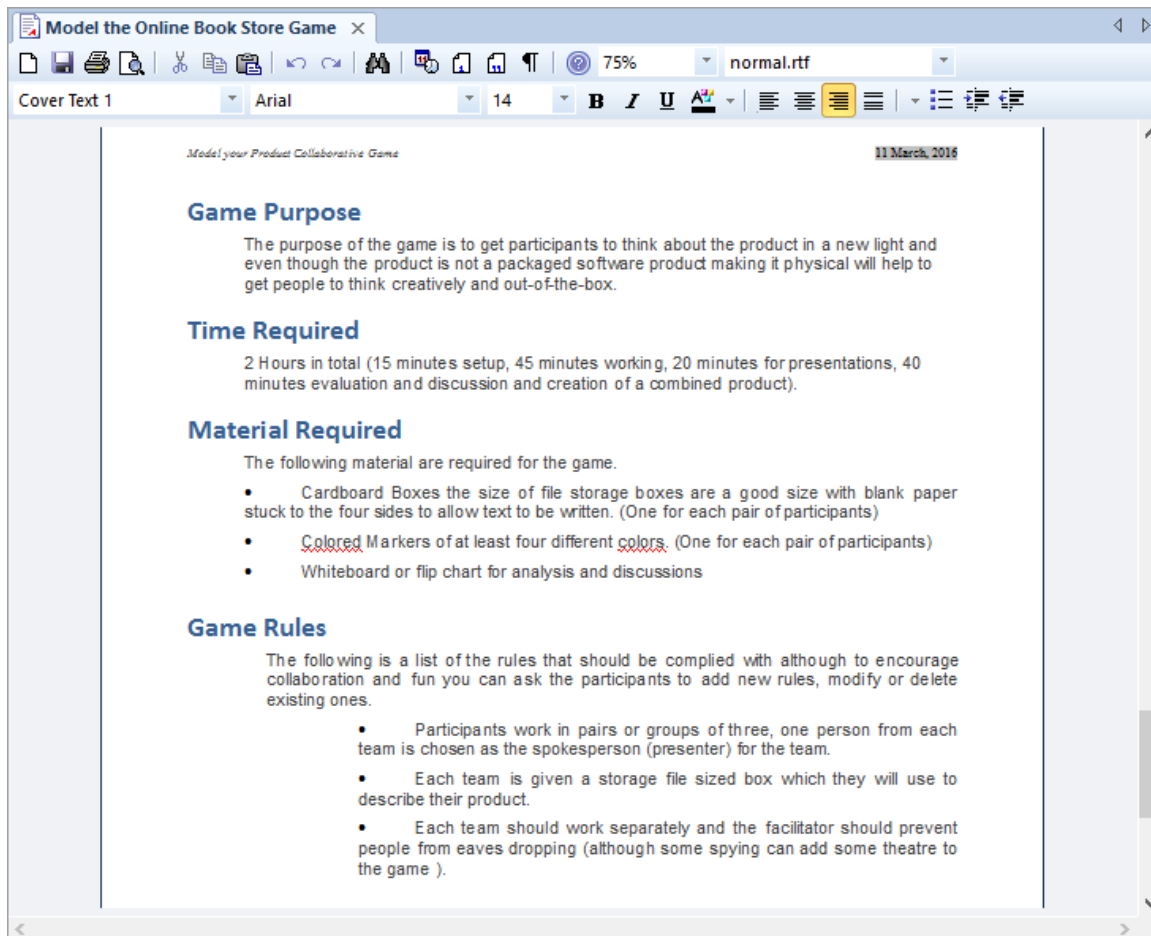 Model the Online Book Store Game
75%
normal.rtf
Cover Text 1
Arial
14
B I U A
Model your Product Collaborative Game
11 March, 2016
Game Purpose
The purpose of the game is to get participants to think about the product in a new light and
even though the product is not a packaged software product making it physical will help to
get people to think creatively and out-of-the-box.
Time Required
2 Hours in total (15 minutes setup, 45 minutes working, 20 minutes for presentations, 40
minutes evaluation and discussion and creation of a combined product).
Material Required
The following material are required for the game.
• Cardboard Boxes the size of file storage boxes are a good size with blank paper
stuck to the four sides to allow text to be written. (One for each pair of participants)
• Colored Markers of at least four different colors. (One for each pair of participants)
• Whiteboard or flip chart for analysis and discussions
Game Rules
The following is a list of the rules that should be complied with although to encourage
collaboration and fun you can ask the participants to add new rules, modify or delete
existing ones.
• Participants work in pairs or groups of three, one person from each
team is chosen as the spokesperson (presenter) for the team.
• Each team is given a storage file sized box which they will use to
describe their product.
• Each team should work separately and the facilitator should prevent
people from eaves dropping (although some spying can add some theatre to
the game ).